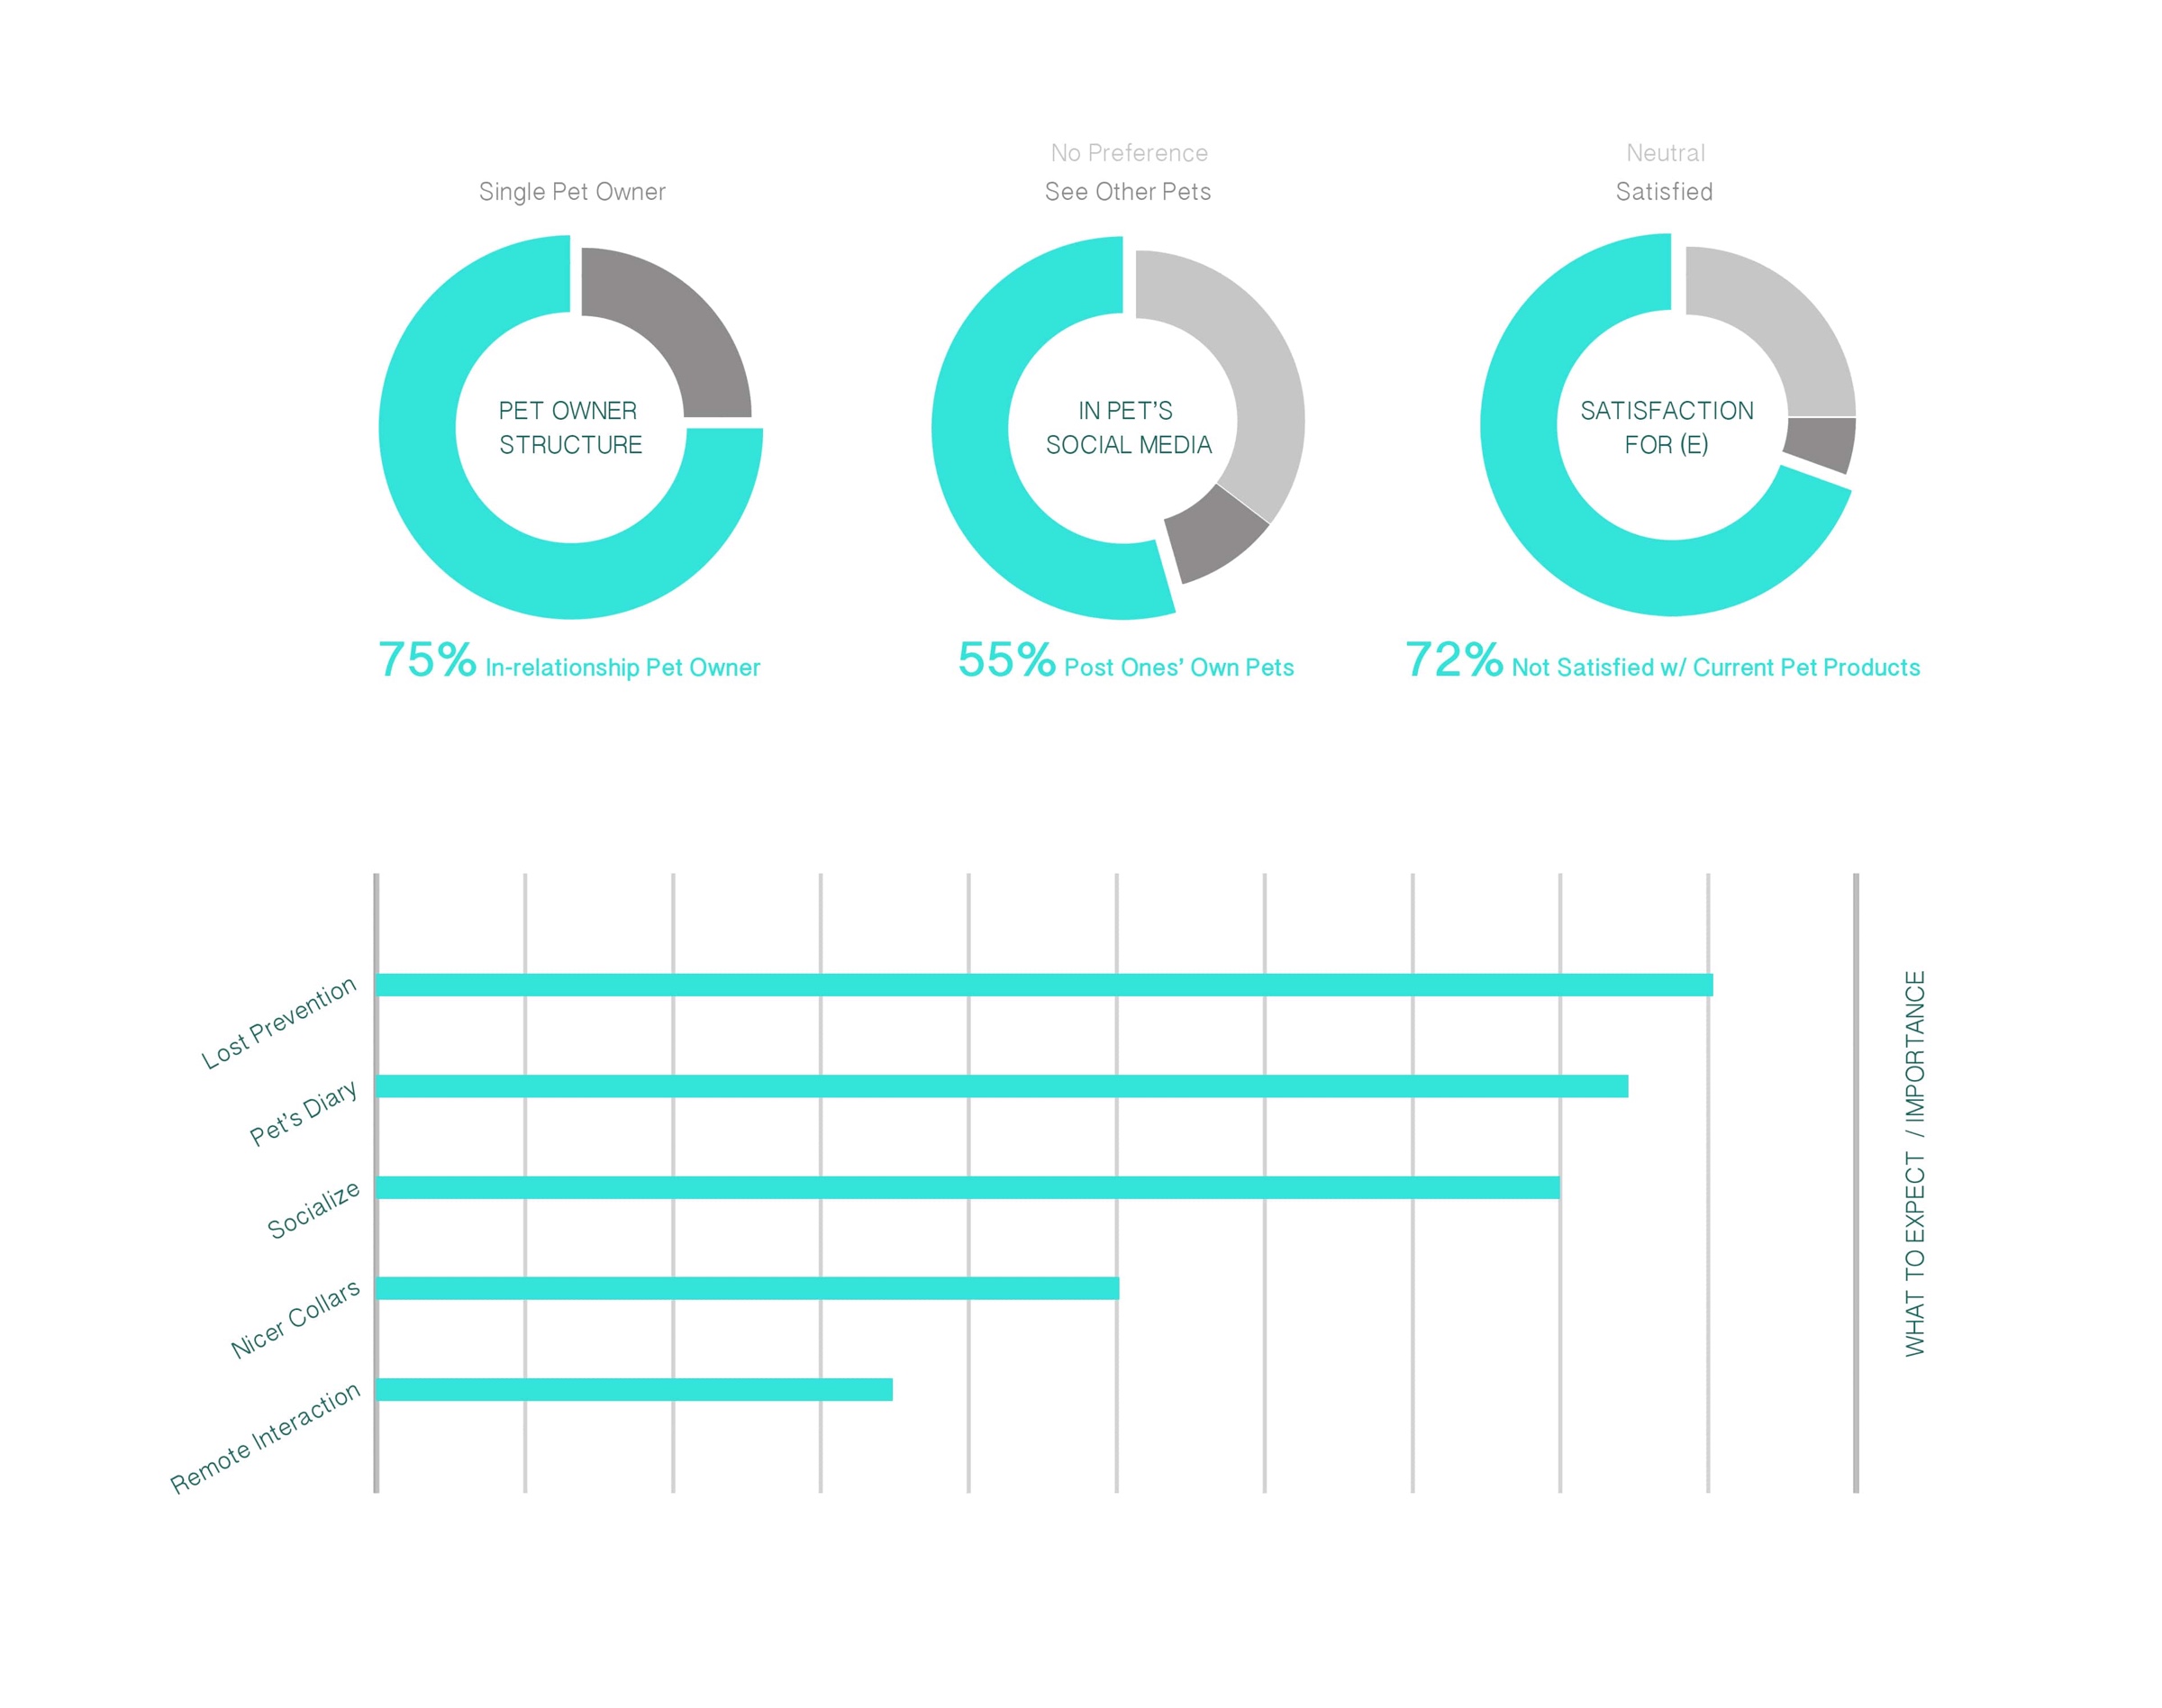 No Preference
Neutral
Single Pet Owner
See Other Pets
Satisfied
PET OWNER
STRUCTURE
IN PET'S
SOCIAL MEDIA
SATISFACTION
FOR (E)
75% In-relationship Pet Owner
55% Post Ones' Own Pets
72% Not Satisfied w/ Current Pet Products
Lost Prevention
Pet's Diary
Socialize
Nicer Collars
Remote Interaction
WHAT TO EXPECT / IMPORTANCE